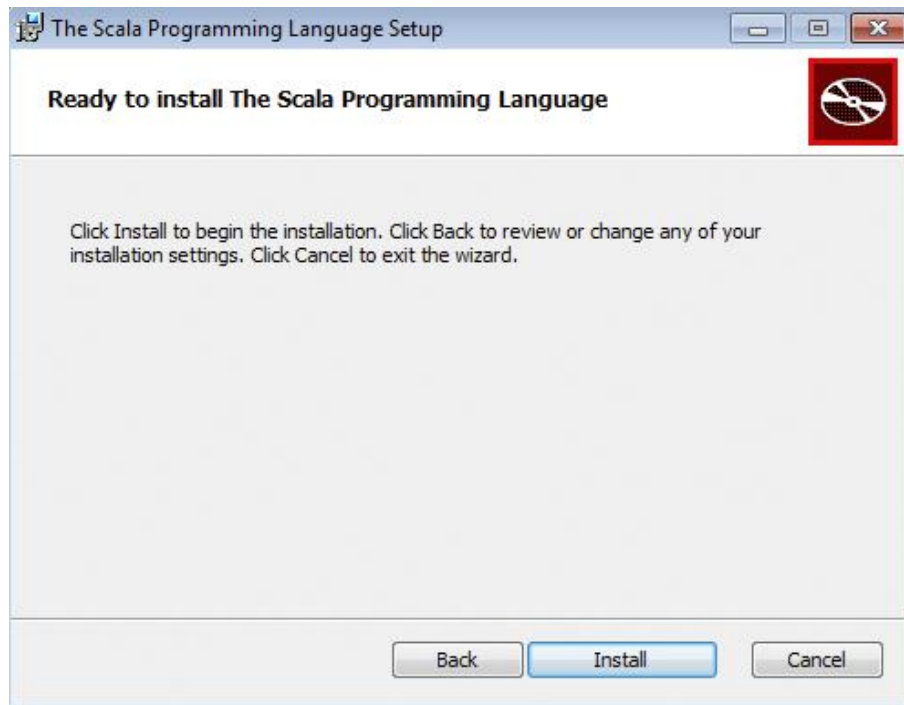 The Scala Programming Language Setup
Ready to install The Scala Programming Language
Click Install to begin the installation. Click Back to review or change any of your
installation settings. Click Cancel to exit the wizard.
Back Install Cancel